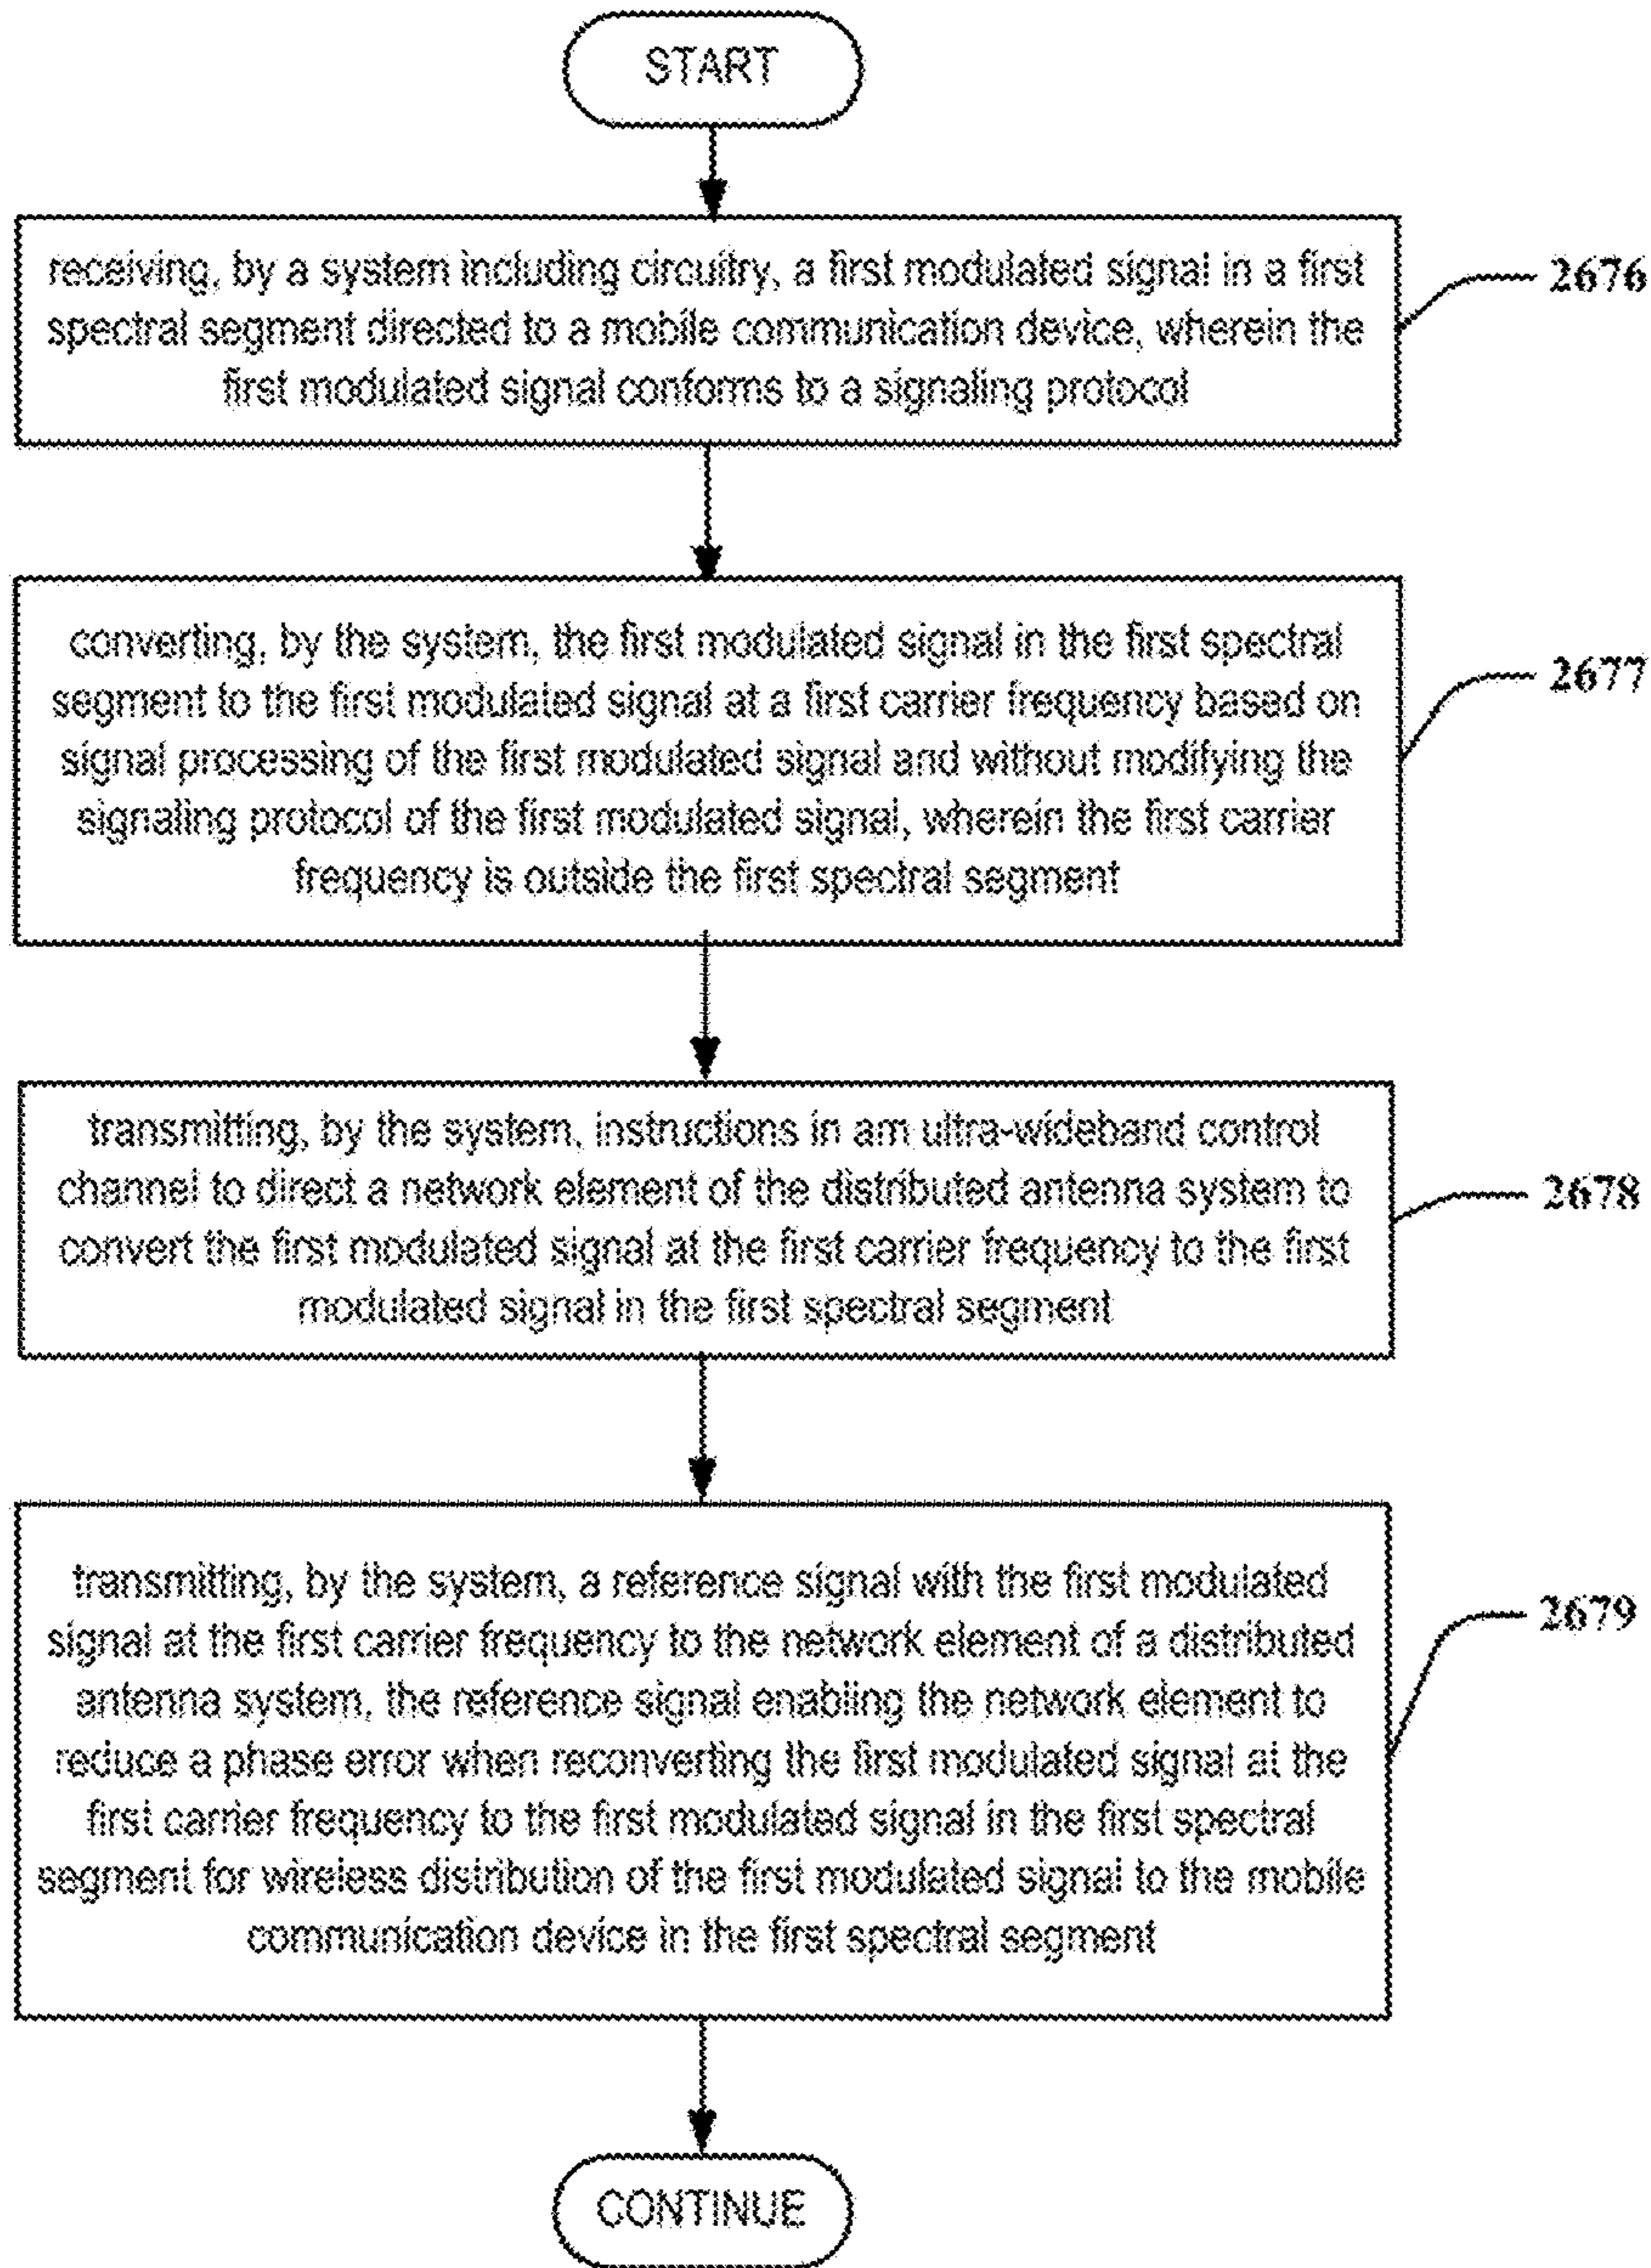 START
receiving, by a system including circuitry, a first modulated signal in a first
spectral segment directed to a mobile communication device, wherein the
first modulated signal conforms to a signaling protocol
2676
converting, by the system, the first modulated signal in the first spectral
segment to the first modulated signal at a first carrier frequency based on
signal processing of the first modulated signal and without modifying the
signaling protocol of the first modulated signal, wherein the first carrier
frequency is outside the first spectral segment
2677
transmitting, by the system, instructions in am ultra-wideband control
channel to direct a network element of the distributed antenna system to
convert the first modulated signal at the first carrier frequency to the first
modulated signal in the first spectral segment
2678
transmitting, by the system, a reference signal with the first modulated
signal at the first carrier frequency to the network element of a distributed
antenna system, the reference signal enabling the network element to
reduce a phase error when reconverting the first modulated signal at the
first carrier frequency to the first modulated signal in the first spectral
segment for wireless distribution of the first modulated signal to the mobile
communication device in the first spectral segment
2679
CONTINUE